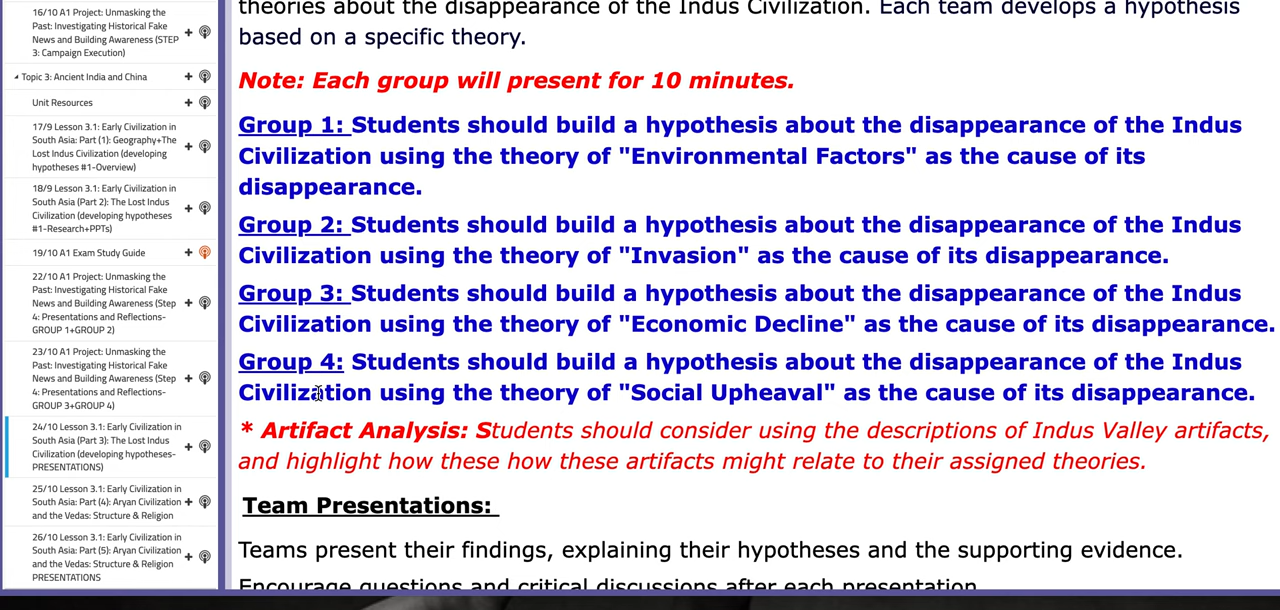 16/10 A1 Project: Unmasking the
Past: Investigating Historical Fake
News and Building Awareness (STEP
3: Campaign Execution)
Topic 3: Ancient India and China
Unit Resources
17/9 Lesson 3.1: Early Civilization in
South Asia: Part (1): Geography+The
Lost Indus Civilization (developing
hypotheses #1-Overview)
18/9 Lesson 3.1: Early Civilization in
South Asia (Part 2): The Lost Indus
Civilization (developing hypotheses
#1-Research+PPTs)
19/10 A1 Exam Study Guide
22/10 A1 Project: Unmasking the
Past: Investigating Historical Fake
News and Building Awareness (Step
4: Presentations and Reflections-
GROUP 1+GROUP 2)
23/10 A1 Project: Unmasking the
Past: Investigating Historical Fake
News and Building Awareness (Step
4: Presentations and Reflections-
GROUP 3+GROUP 4)
24/10 Lesson 3.1: Early Civilization in
South Asia (Part 3): The Lost Indus
Civilization (developing hypotheses-
PRESENTATIONS)
25/10 Lesson 3.1: Early Civilization in
South Asia: Part (4): Aryan Civilization
and the Vedas: Structure & Religion
26/10 Lesson 3.1: Early Civilization in
South Asia: Part (5): Aryan Civilization
and the Vedas: Structure & Religion
PRESENTATIONS
theories about the disappearance of the Indus Civilization. Each team develops a hypothesis
based on a specific theory.
Note: Each group will present for 10 minutes.
Group 1: Students should build a hypothesis about the disappearance of the Indus
Civilization using the theory of "Environmental Factors" as the cause of its
disappearance.
Group 2: Students should build a hypothesis about the disappearance of the Indus
Civilization using the theory of "Invasion" as the cause of its disappearance.
Group 3: Students should build a hypothesis about the disappearance of the Indus
Civilization using the theory of "Economic Decline" as the cause of its disappearance.
Group 4: Students should build a hypothesis about the disappearance of the Indus
Civilization using the theory of "Social Upheaval" as the cause of its disappearance.
* Artifact Analysis: Students should consider using the descriptions of Indus Valley artifacts,
and highlight how these how these artifacts might relate to their assigned theories.
Team Presentations:
Teams present their findings, explaining their hypotheses and the supporting evidence.
Encourage questions and critical discussions after each presentation.